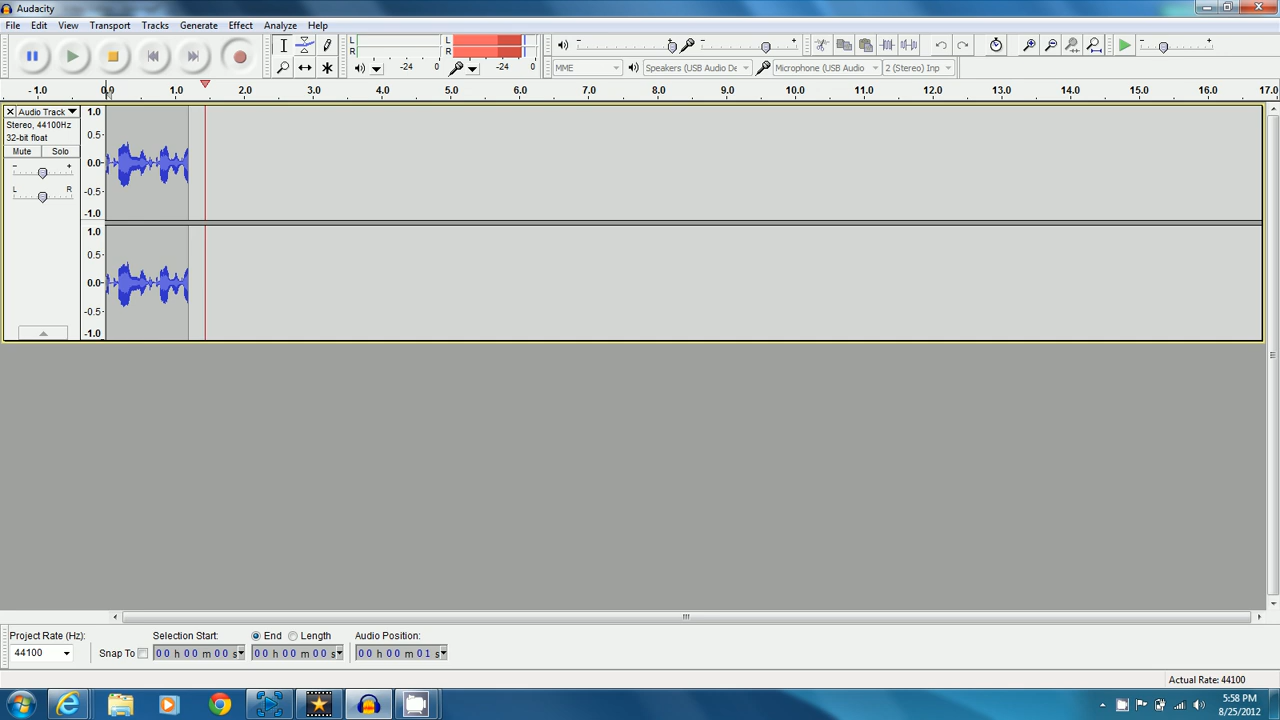 Audacity
File Edit View Transport Tracks Generate Effect Analyze Help
L
R
-24 0
L
R
-24 0
MME Speakers (USB Audio De Microphone (USB Audio 2 (Stereo) Inp
- 1.0 0.0 1.0 2.0 3.0 4.0 5.0 6.0 7.0 8.0 9.0 10.0 11.0 12.0 13.0 14.0 15.0 16.0 17.0
Audio Track
Stereo, 44100Hz
32-bit float
Mute Solo
- +
L R
1.0
0.5
0.0
-0.5
-1.0
1.0
0.5
0.0
-0.5
-1.0
Project Rate (Hz): Selection Start: End Length Audio Position:
44100 Snap To 00 h 00 m 00 s 00 h 00 m 00 s 00 h 00 m 01 s
Actual Rate: 44100
5:58 PM
8/25/2012